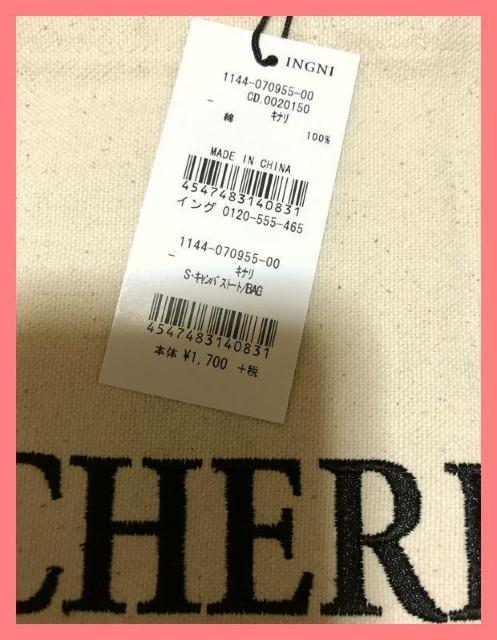 INGNI
1144-070955-00
CD.0020150
- キナリ
綿 100%
MADE IN CHINA
4547483140831
イング 0120-555-465
1144-070955-00
- キナリ
S・キャンバストート/BAG
4547483140831
本体 ¥1,700 +税
CHERR